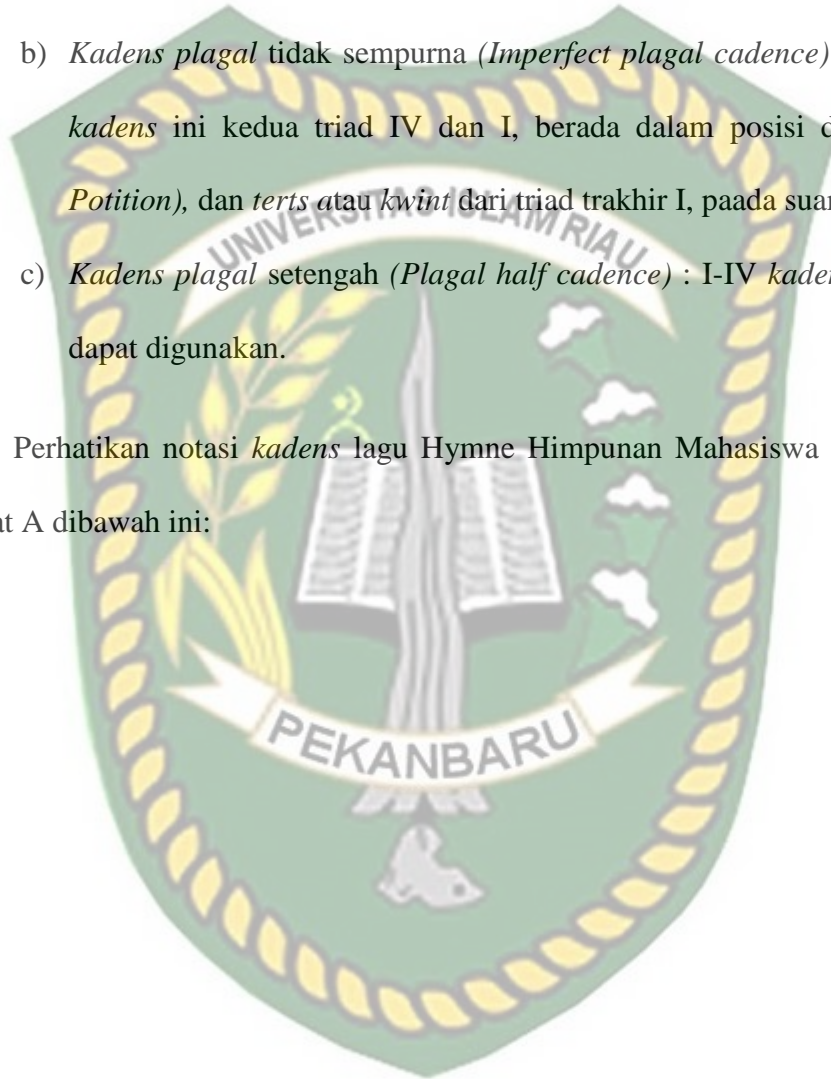 b) Kadens plagal tidak sempurna (Imperfect plagal cadence)
kadens ini kedua triad IV dan I, berada dalam posisi d
Potition), dan terts atau kwint dari triad trakhir I, paada suar
UNIVERSITAS ISLAM RIAU
c) Kadens plagal setengah (Plagal half cadence) : I-IV kaden
dapat digunakan.
Perhatikan notasi kadens lagu Hymne Himpunan Mahasiswa
at A dibawah ini:
PEKANBARU